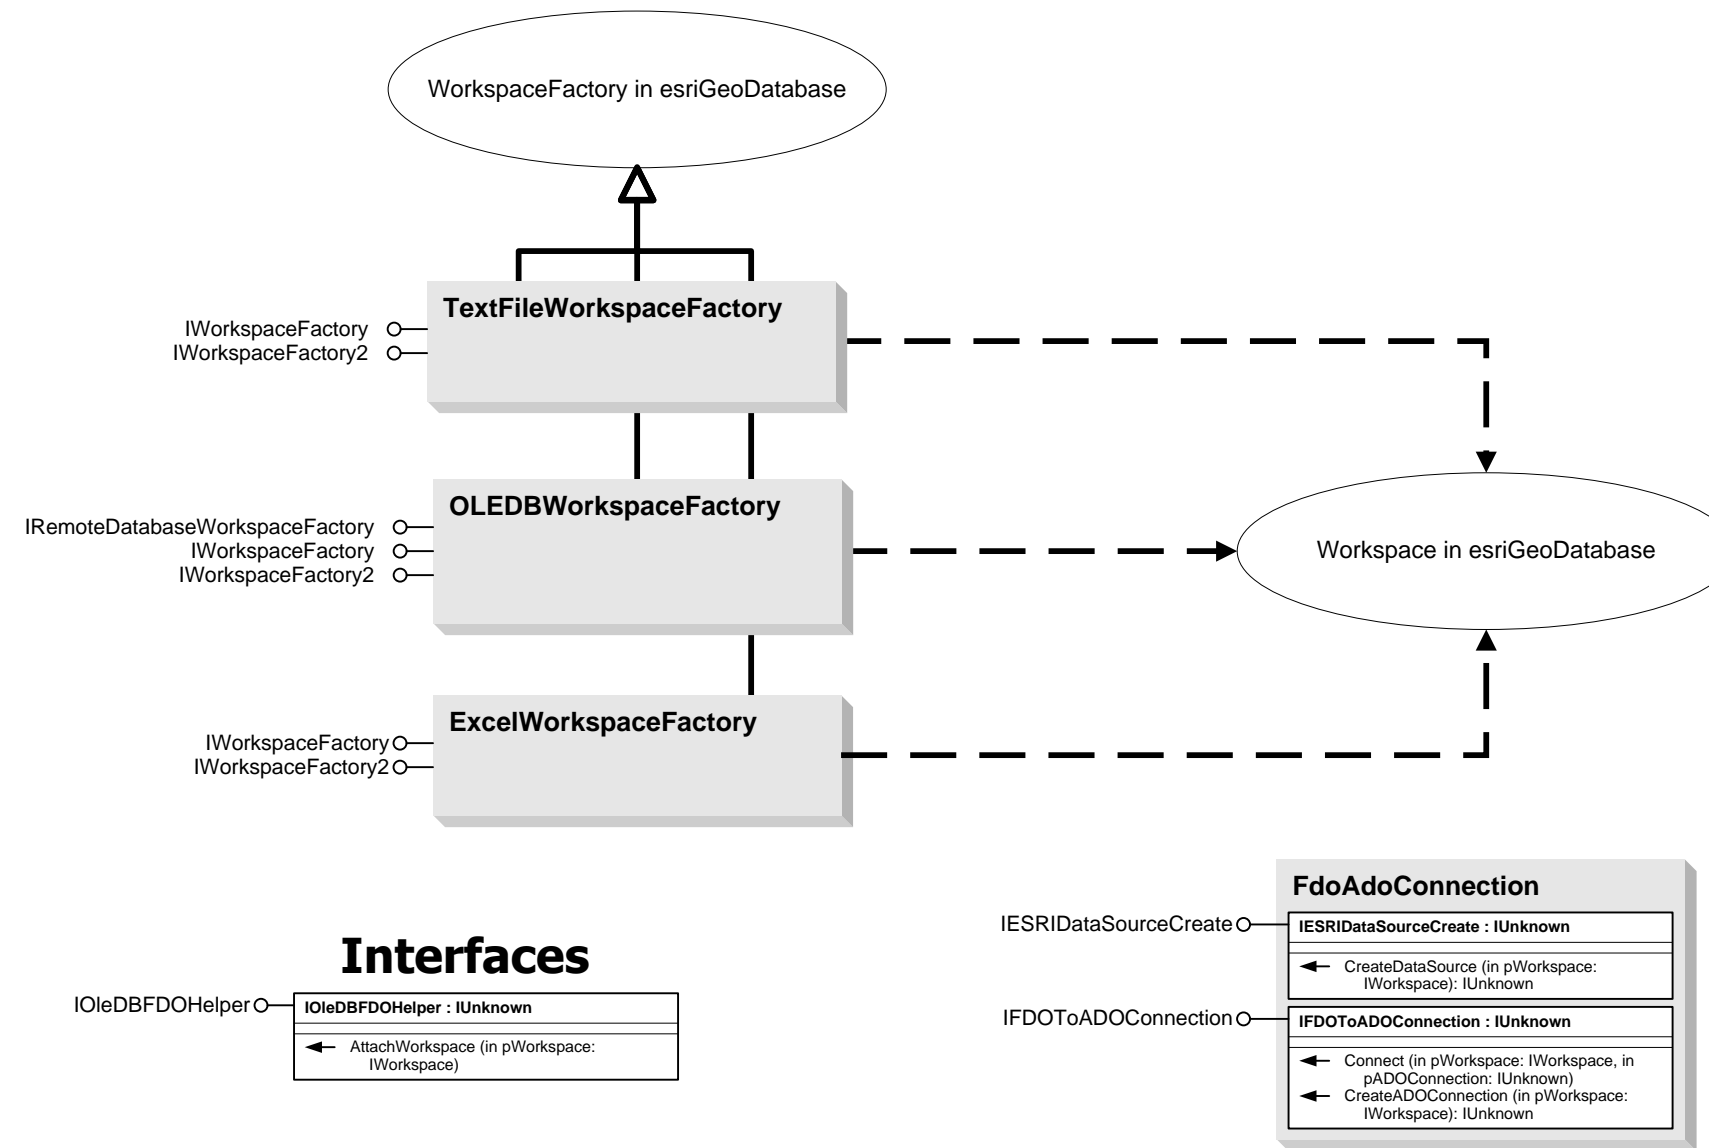 WorkspaceFactory in esriGeoDatabase
TextFileWorkspaceFactory
IWorkspaceFactory
IWorkspaceFactory2
OLEDBWorkspaceFactory
IRemoteDatabaseWorkspaceFactory
IWorkspaceFactory
IWorkspaceFactory2
Workspace in esriGeoDatabase
ExcelWorkspaceFactory
IWorkspaceFactory
IWorkspaceFactory2
Interfaces
IOleDBFDOHelper
IOleDBFDOHelper : IUnknown
AttachWorkspace (in pWorkspace:
IWorkspace)
FdoAdoConnection
IESRIDataSourceCreate
IESRIDataSourceCreate : IUnknown
CreateDataSource (in pWorkspace:
IWorkspace): IUnknown
IFDOToADOConnection
IFDOToADOConnection : IUnknown
Connect (in pWorkspace: IWorkspace, in
pADOConnection: IUnknown)
CreateADOConnection (in pWorkspace:
IWorkspace): IUnknown